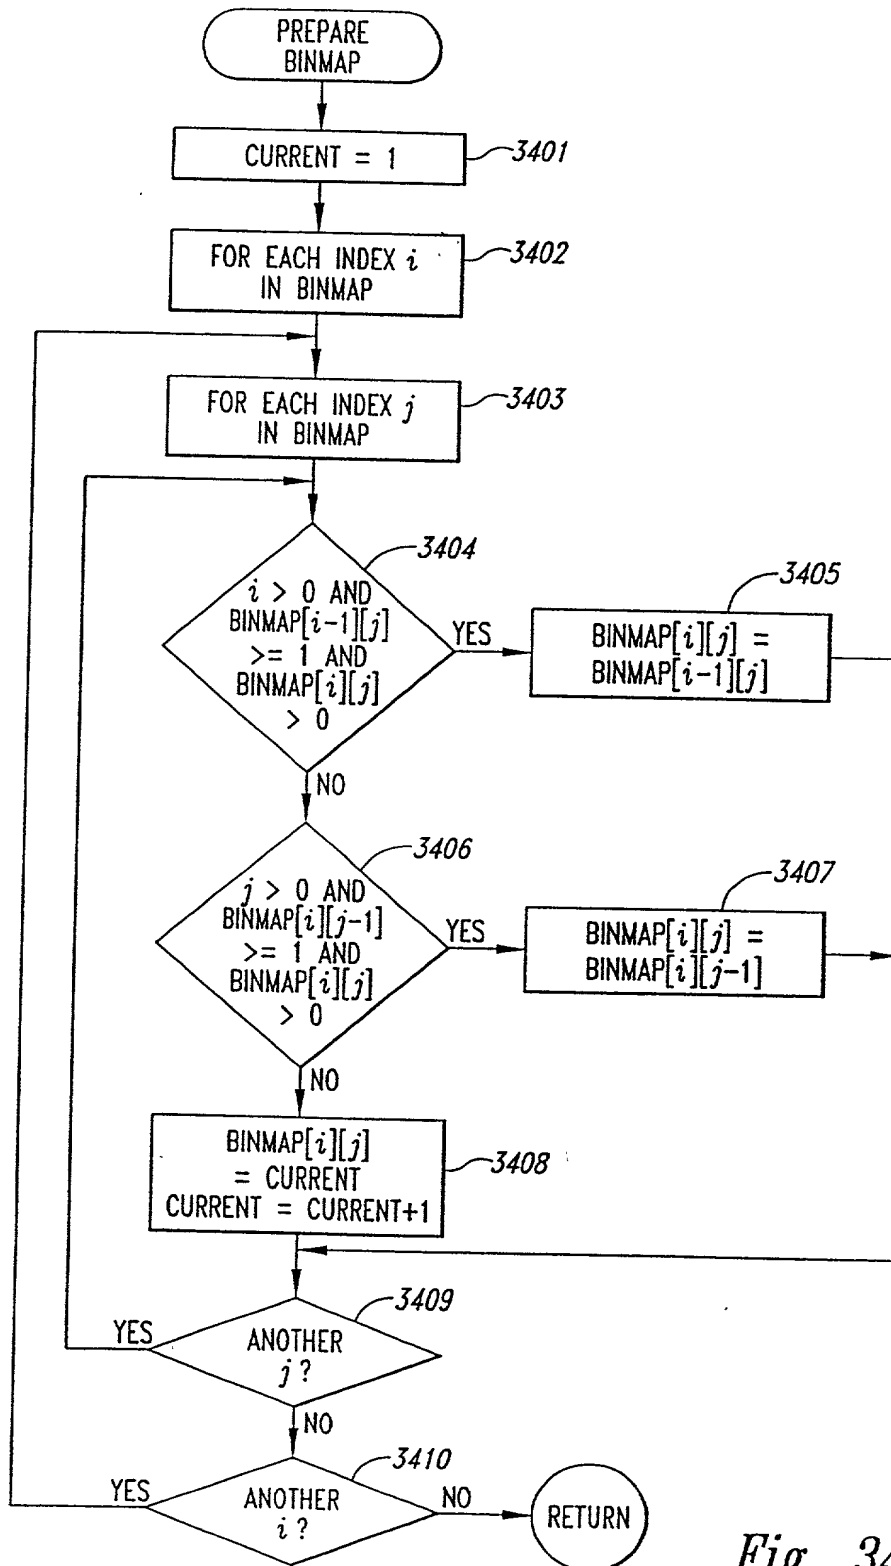 PREPARE
BINMAP
CURRENT = 1
3401
FOR EACH INDEX i
IN BINMAP
3402
FOR EACH INDEX j
IN BINMAP
3403
3404
i > 0 AND
BINMAP[i-1][j]
>= 1 AND
BINMAP[i][j]
> 0
YES
3405
BINMAP[i][j] =
BINMAP[i-1][j]
NO
3406
j > 0 AND
BINMAP[i][j-1]
>= 1 AND
BINMAP[i][j]
> 0
YES
3407
BINMAP[i][j] =
BINMAP[i][j-1]
NO
BINMAP[i][j]
= CURRENT
CURRENT = CURRENT+1
3408
3409
YES
ANOTHER
j?
NO
3410
YES
ANOTHER
i?
NO
RETURN
Fig. 34